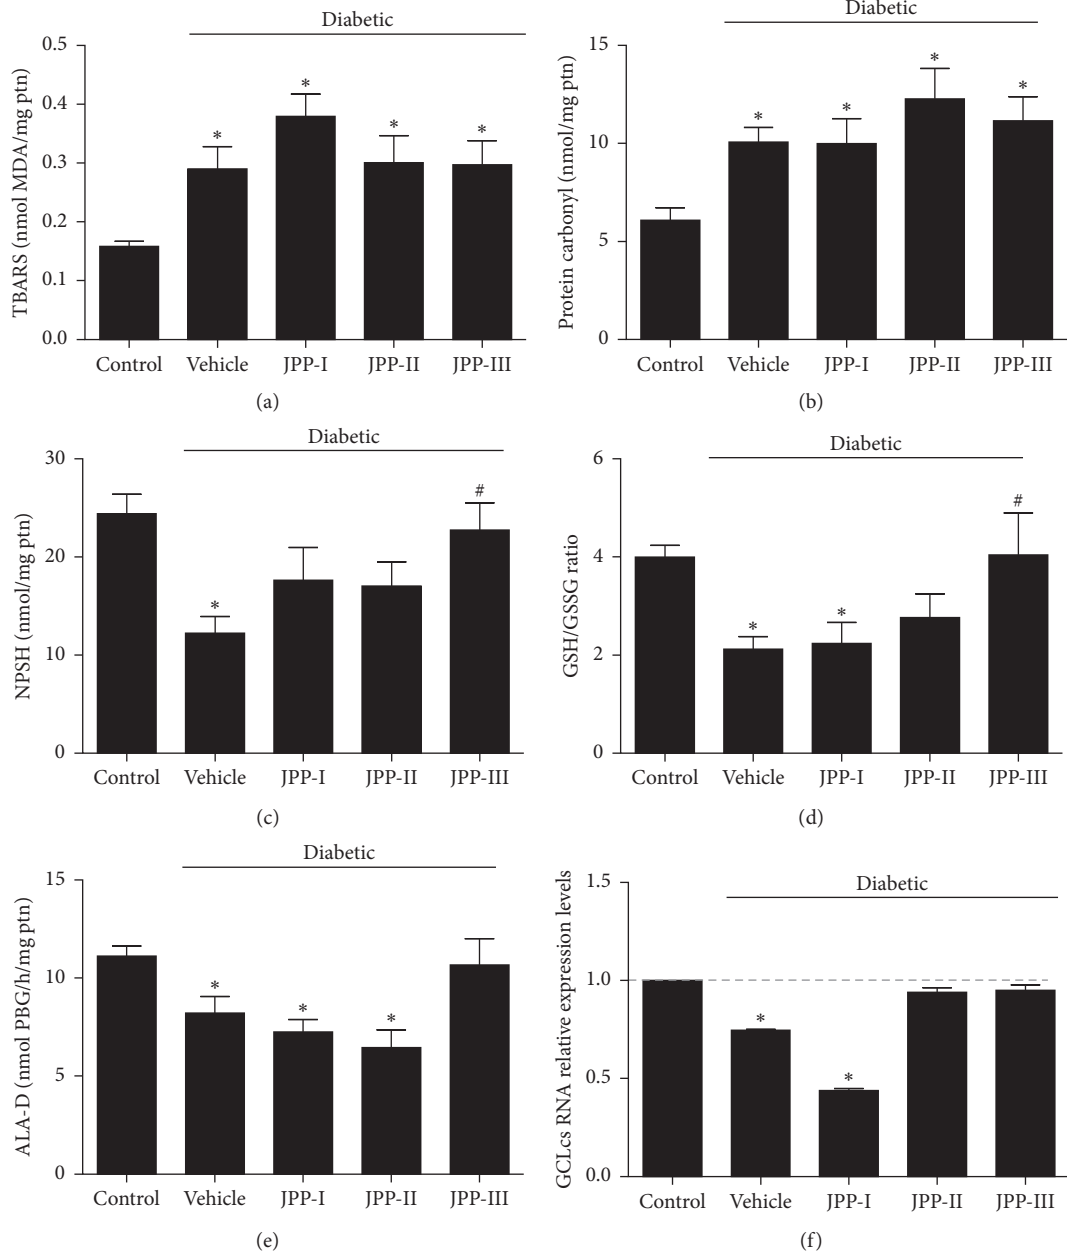 Diabetic
TBARS (nmol MDA/mg ptn)
0.5
0.4
0.3
0.2
0.1
0.0
*
*
*
*
Control Vehicle JPP-I JPP-II JPP-III
(a)
Diabetic
Protein carbonyl (nmol/mg ptn)
15
10
5
0
*
*
*
*
Control Vehicle JPP-I JPP-II JPP-III
(b)
Diabetic
NPSH (nmol/mg ptn)
30
20
10
0
*
#
Control Vehicle JPP-I JPP-II JPP-III
(c)
Diabetic
GSH/GSSG ratio
6
4
2
0
*
*
#
Control Vehicle JPP-I JPP-II JPP-III
(d)
Diabetic
ALA-D (nmol PBG/h/mg ptn)
15
10
5
0
*
*
*
Control Vehicle JPP-I JPP-II JPP-III
(e)
Diabetic
GCLcs RNA relative expression levels
1.5
1.0
0.5
0.0
*
*
Control Vehicle JPP-I JPP-II JPP-III
(f)